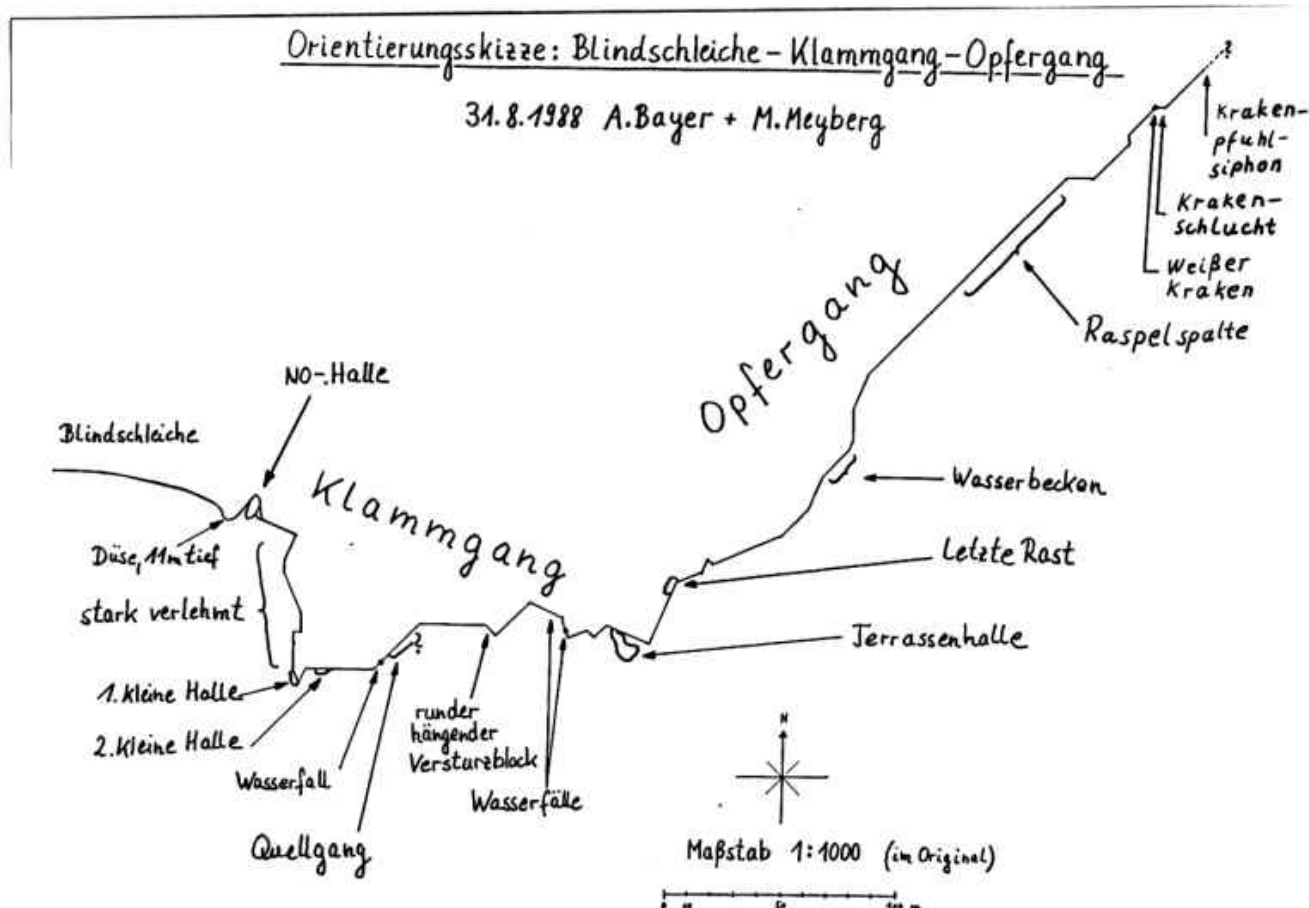 Orientierungsskizze: Blindschleiche - Klammgang - Opfergang
31.8.1988 A.Bayer + M.Meyberg
?
Kraken-
pfuhl-
siphon
Kraken-
schlucht
Weißer
Kraken
Raspelspalte
Opfergang
NO-Halle
Blindschleiche
Klammgang
Wasserbecken
Düse, 11m tief
Letzte Rast
stark verlehmt
?
Terrassenhalle
1. kleine Halle
2. kleine Halle
runder
hängender
Versturzblock
Wasserfall
Wasserfälle
Quellgang
N
Maßstab 1:1000 (im Original)